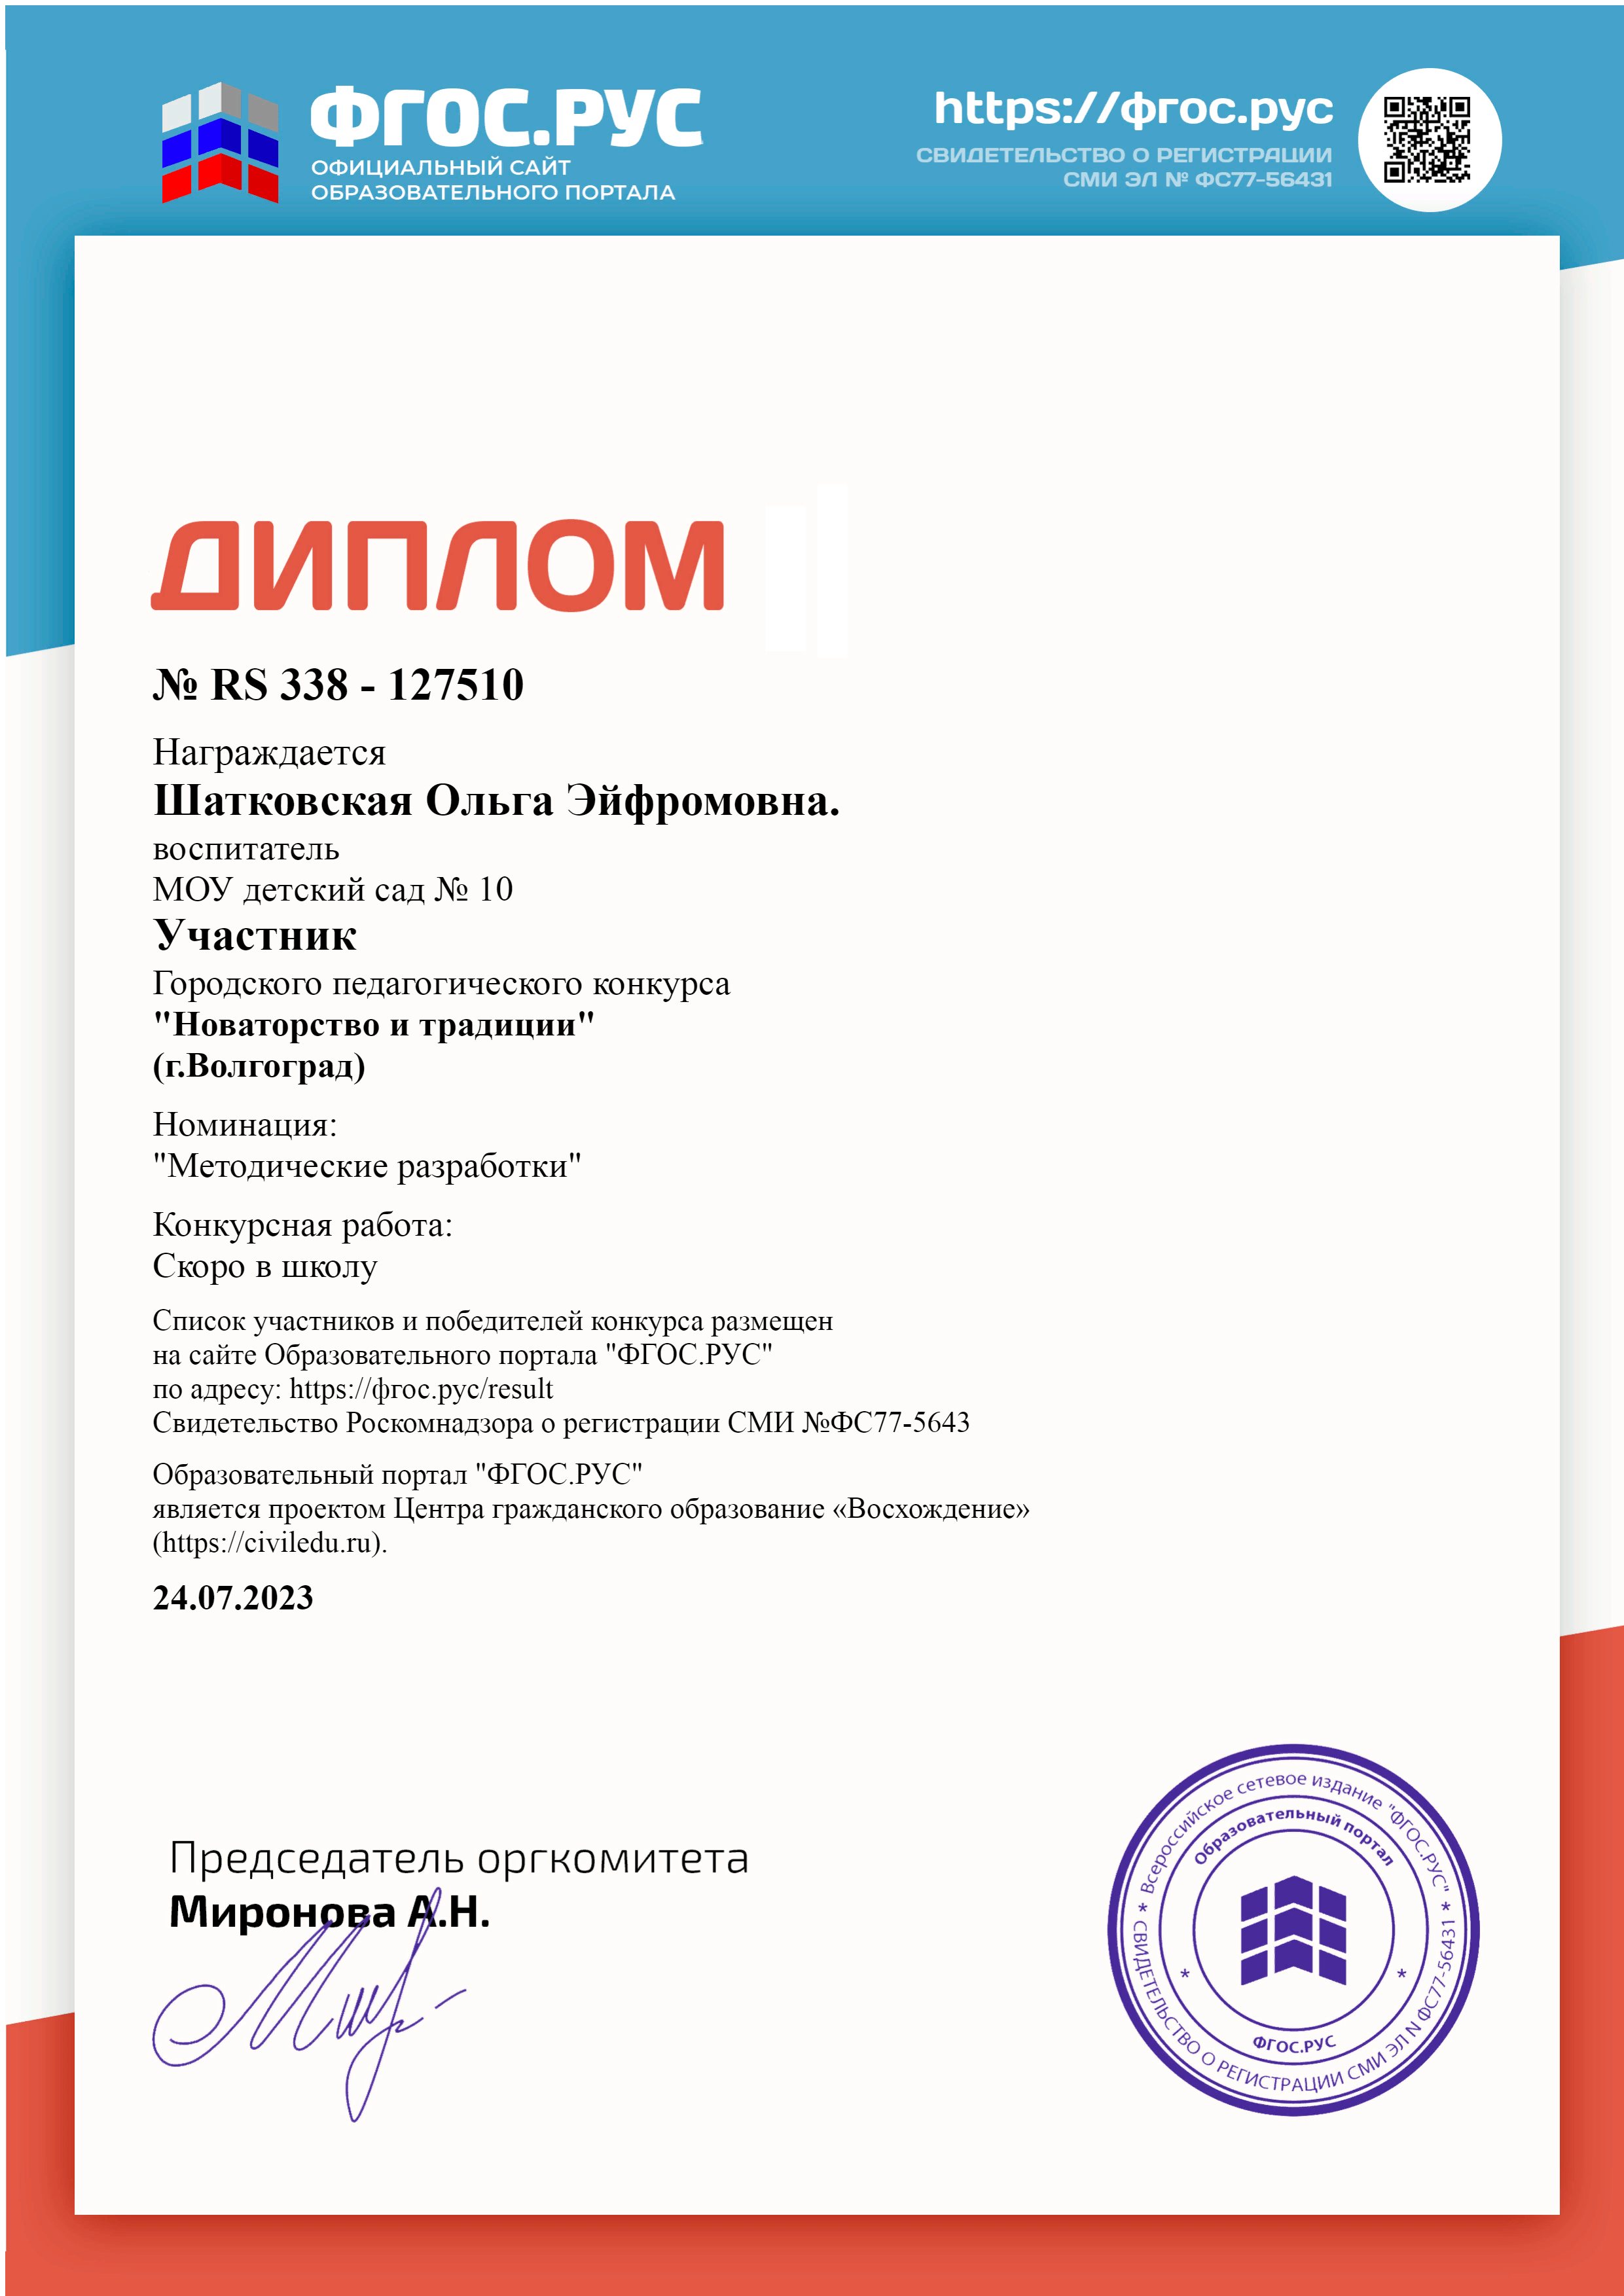 ФГОС.РУС
ОФИЦИАЛЬНЫЙ САЙТ
ОБРАЗОВАТЕЛЬНОГО ПОРТАЛА
https://фгос.рус
СВИДЕТЕЛЬСТВО О РЕГИСТРАЦИИ
СМИ ЭЛ № ФС77-56431
ДИПЛОМ
№ RS 338 - 127510
Награждается
Шатковская Ольга Эйфромовна.
воспитатель
МОУ детский сад № 10
Участник
Городского педагогического конкурса
"Новаторство и традиции"
(г.Волгоград)
Номинация:
"Методические разработки"
Конкурсная работа:
Скоро в школу
Список участников и победителей конкурса размещен
на сайте Образовательного портала "ФГОС.РУС"
по адресу: https://фгос.рус/result
Свидетельство Роскомнадзора о регистрации СМИ №ФС77-5643
Образовательный портал "ФГОС.РУС"
является проектом Центра гражданского образование «Восхождение»
(https://civiledu.ru).
24.07.2023
Председатель оргкомитета
Миронова А.Н.
* Всероссийское сетевое издание "ФГОС.РУС" *
СВИДЕТЕЛЬСТВО О РЕГИСТРАЦИИ СМИ ЭЛ N ФС77-56431
Образовательный портал
* ФГОС.РУС *